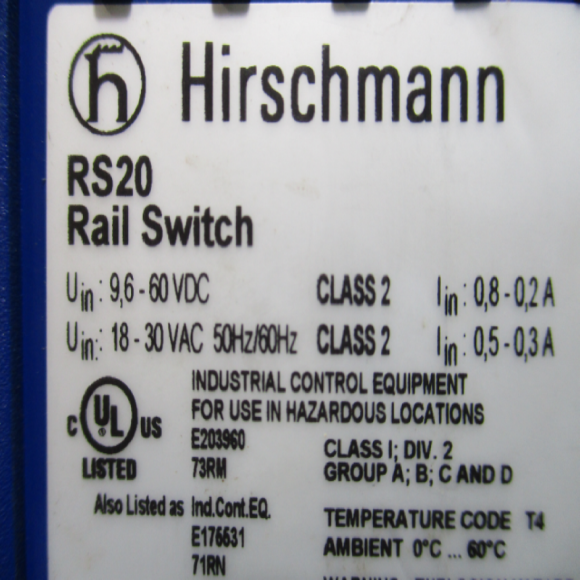 Hirschmann
RS20
Rail Switch
Uin: 9,6 - 60 VDC CLASS 2 Iin: 0,8 - 0,2 A
Uin: 18 - 30 VAC 50Hz/60Hz CLASS 2 Iin: 0,5 - 0,3 A
INDUSTRIAL CONTROL EQUIPMENT
FOR USE IN HAZARDOUS LOCATIONS
C UL ® US
LISTED
E203960
73RM
CLASS I; DIV. 2
GROUP A; B; C AND D
Also Listed as Ind.Cont.EQ.
E175531
71RN
TEMPERATURE CODE T4
AMBIENT 0°C ... 60°C